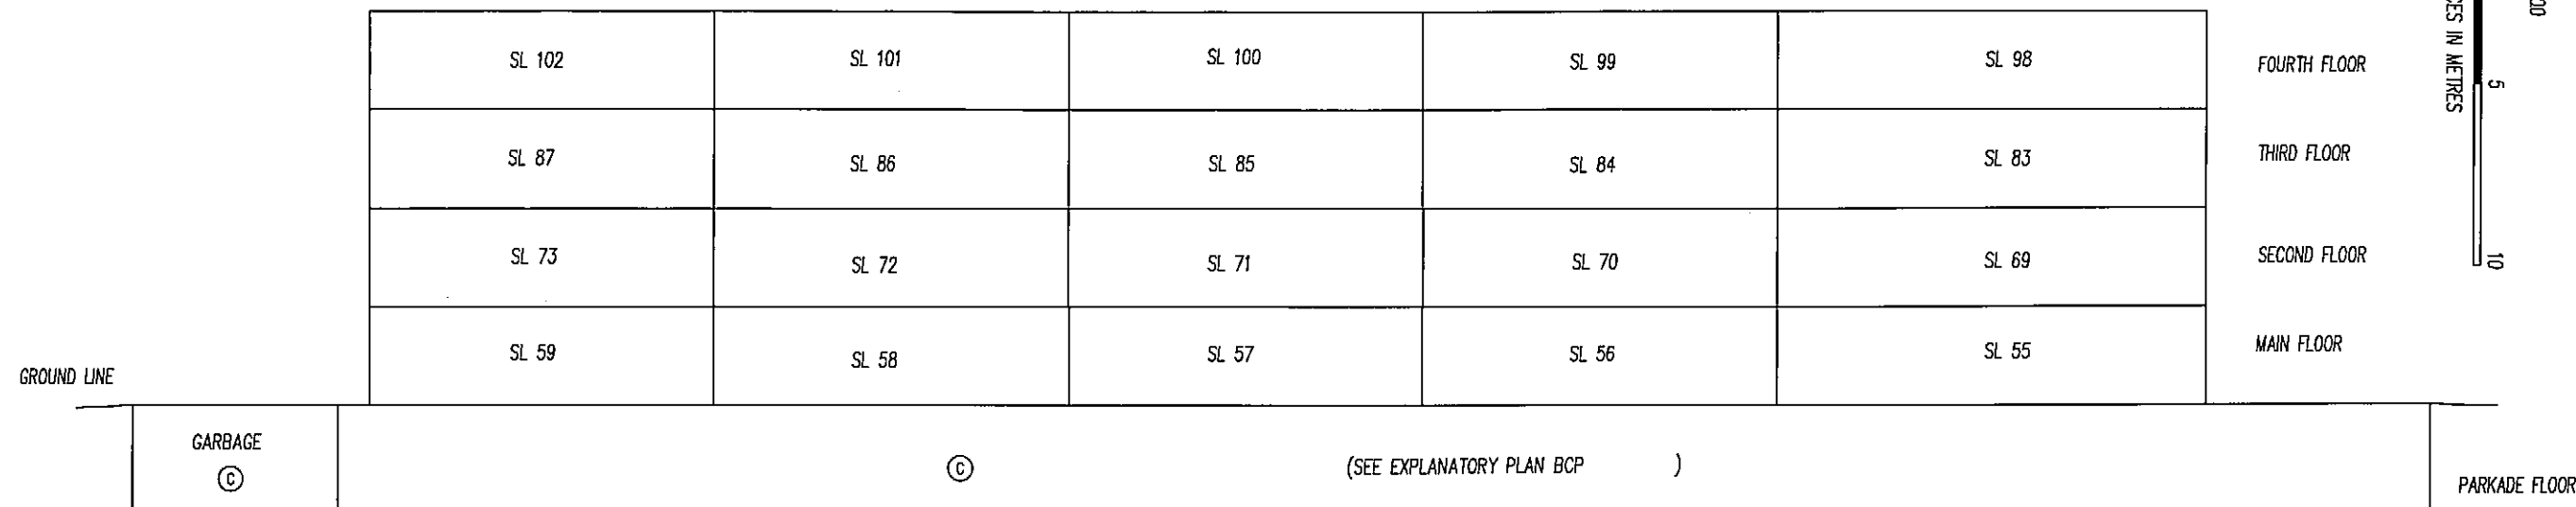 SL 102 SL 101 SL 100 SL 99 SL 98 FOURTH FLOOR
SL 87 SL 86 SL 85 SL 84 SL 83 THIRD FLOOR
SL 73 SL 72 SL 71 SL 70 SL 69 SECOND FLOOR
SL 59 SL 58 SL 57 SL 56 SL 55 MAIN FLOOR
GROUND LINE
GARBAGE
C
C (SEE EXPLANATORY PLAN BCP )
PARKADE FLOOR
IN METRES
5
10